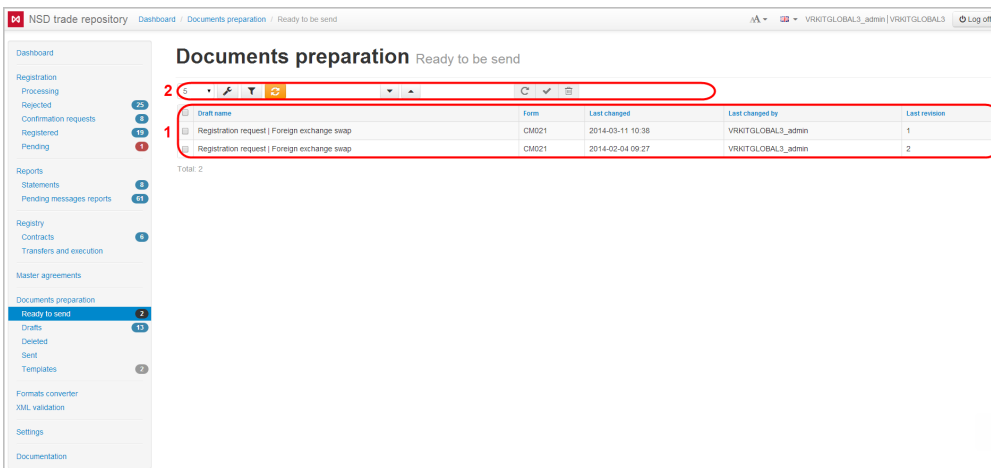 NSD trade repository Dashboard / Documents preparation / Ready to be send AA VRKITGLOBAL3_admin | VRKITGLOBAL3 Log off
Dashboard
Registration
Processing
Rejected 25
Confirmation requests 8
Registered 19
Pending 1
Reports
Statements 8
Pending messages reports 61
Registry
Contracts 6
Transfers and execution
Master agreements
Documents preparation
Ready to send 2
Drafts 13
Deleted
Sent
Templates 7
Formats converter
XML validation
Settings
Documentation
Documents preparation Ready to be send
2 5
1 Draft name Form Last changed Last changed by Last revision
Registration request | Foreign exchange swap CM021 2014-03-11 10:38 VRKITGLOBAL3_admin 1
Registration request | Foreign exchange swap CM021 2014-02-04 09:27 VRKITGLOBAL3_admin 2
Total: 2